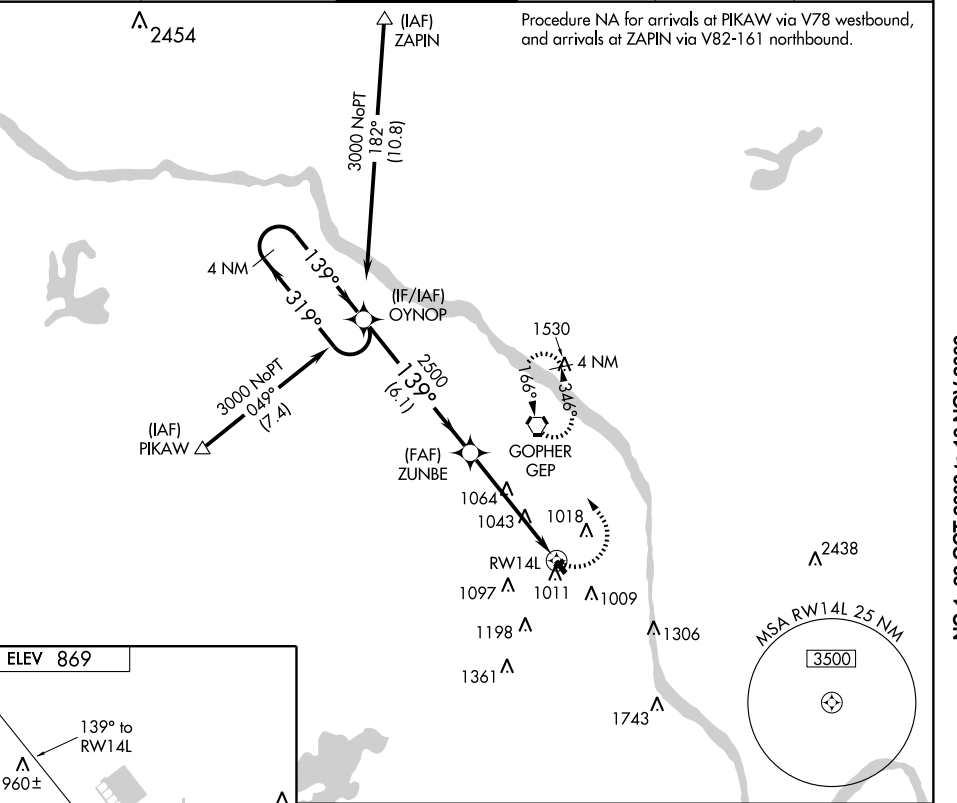 2454
(IAF)
ZAPIN
Procedure NA for arrivals at PIKAW via V78 westbound,
and arrivals at ZAPIN via V82-161 northbound.
3000 NoPT
182°
(10.8)
4 NM
139°
319°
(IF/IAF)
OYNOP
3000 NoPT
049°
(7.4)
(IAF)
PIKAW
2500
139°
(6.1)
1530
4 NM
166°
346°
GOPHER
GEP
(FAF)
ZUNBE
1064
1043
1018
RW14L
1097
1011
1009
2438
1198
1306
1361
1743
MSA RW14L 25 NM
3500
ELEV 869
139° to
RW14L
960±